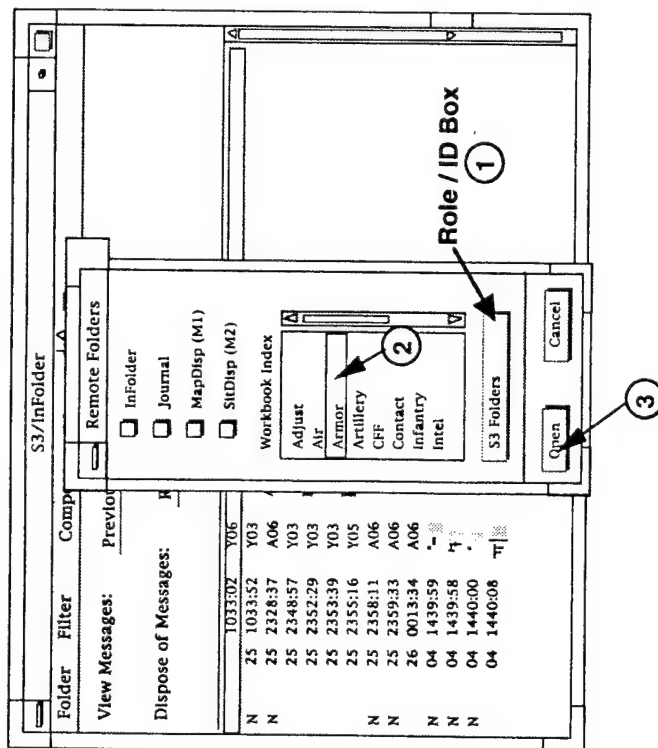 S3/InFolder
Folder Filter Compo
View Messages:
Previou
Dispose of Messages:
R
1033:02 Y06
N 25 1033:52 Y03
N 25 2328:37 A06
25 2348:57 Y03
25 2352:29 Y03
25 2353:39 Y03
25 2355:16 Y05
N 25 2358:11 A06
N 25 2359:33 A06
26 0013:34 A06
N 04 1439:59
N 04 1439:58
N 04 1440:00
04 1440:08
Remote Folders
InFolder
Journal
MapDisp (M1)
SitDisp (M2)
Workbook Index
Adjust
Air
Armor
Artillery
CFF
Contact
Infantry
Intel
S3 Folders
Open Cancel
Role / ID Box
1
2
3